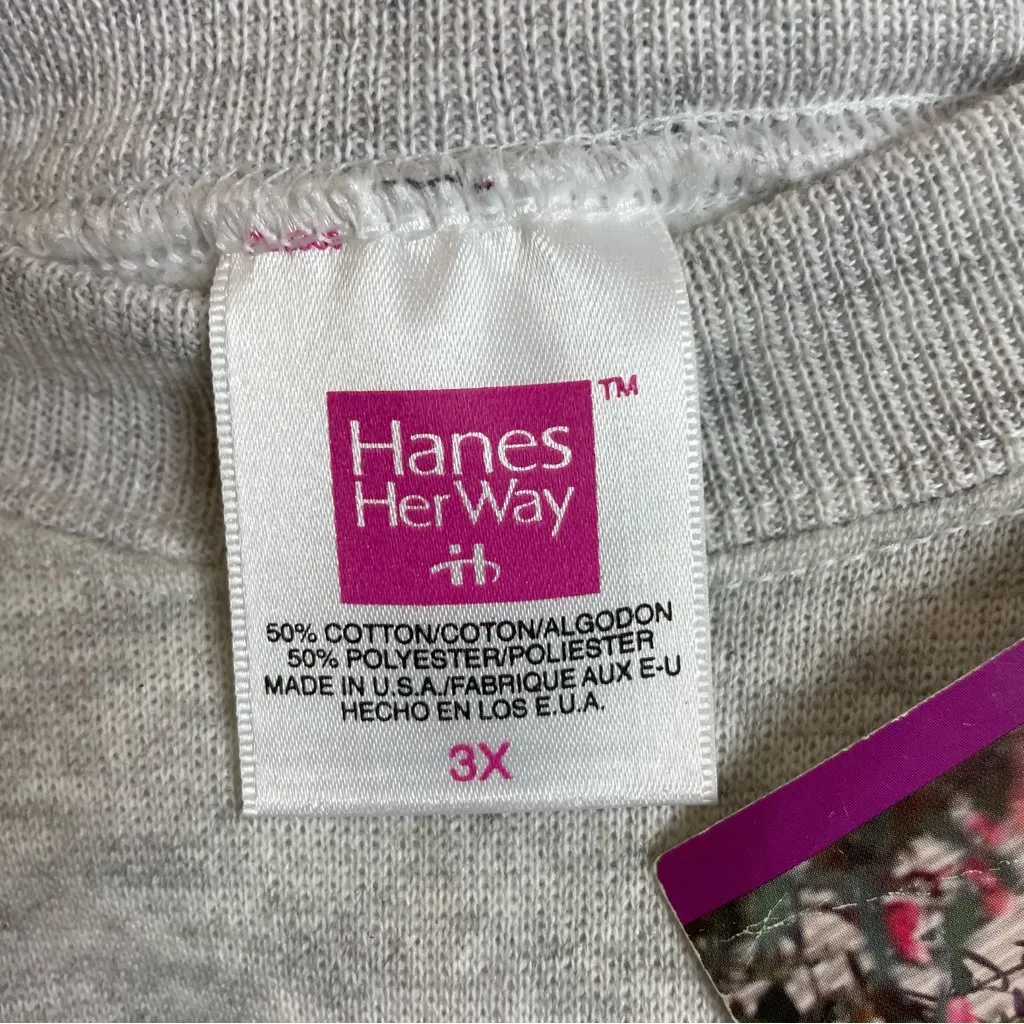 Hanes
Her Way
TM
50% COTTON/COTON/ALGODON
50% POLYESTER/POLIESTER
MADE IN U.S.A./FABRIQUE AUX E-U
HECHO EN LOS E.U.A.
3X